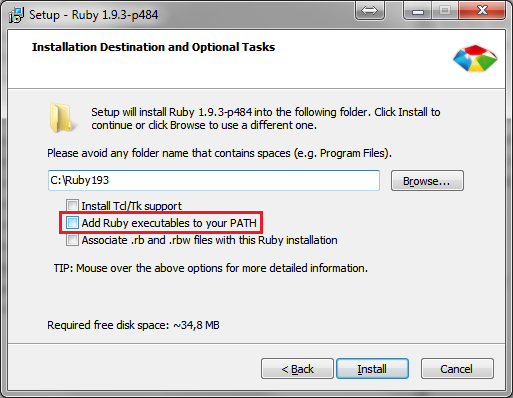 Setup - Ruby 1.9.3-p484
Installation Destination and Optional Tasks
Setup will install Ruby 1.9.3-p484 into the following folder. Click Install to
continue or click Browse to use a different one.
Please avoid any folder name that contains spaces (e.g. Program Files).
C:\Ruby193
Browse...
Install Tcl/Tk support
Add Ruby executables to your PATH
Associate .rb and .rbw files with this Ruby installation
TIP: Mouse over the above options for more detailed information.
Required free disk space: ~34,8 MB
< Back
Install
Cancel